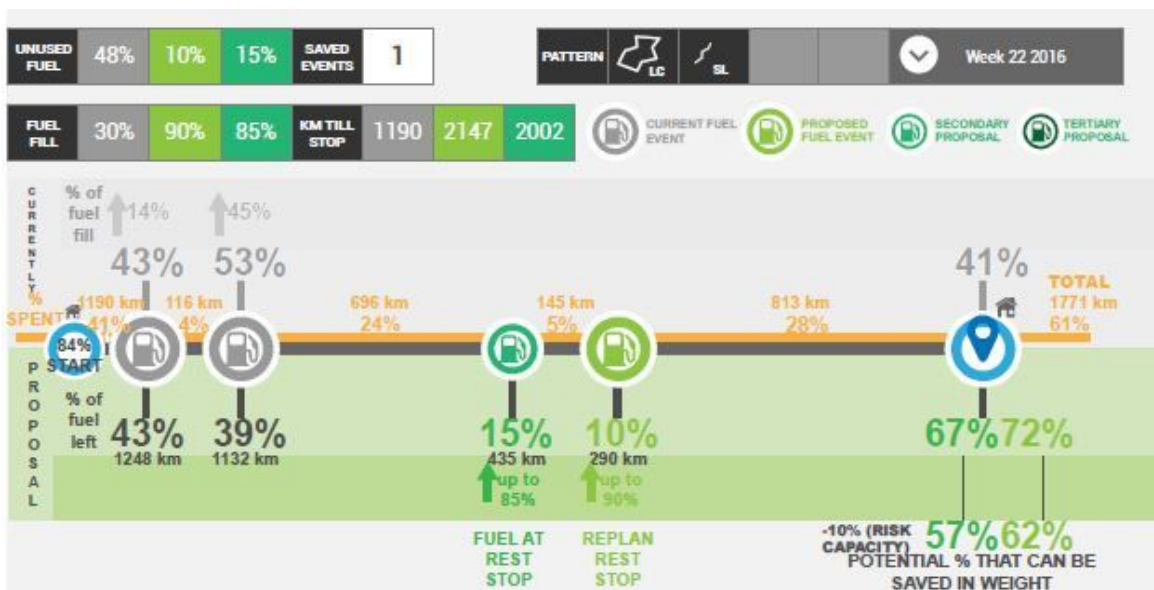 UNUSED FUEL 48% 10% 15% SAVED EVENTS 1
PATTERN LC SL Week 22 2016
FUEL FILL 30% 90% 85% KM TILL STOP 1190 2147 2002
CURRENT FUEL EVENT
PROPOSED FUEL EVENT
SECONDARY PROPOSAL
TERTIARY PROPOSAL
CURRENTLY
% of fuel fill
14% 45%
43% 53% 41%
% SPENT
1190 km 116 km 696 km 145 km 813 km
41% 4% 24% 5% 28%
TOTAL
1771 km
61%
84%
START
PROPOSAL
% of fuel left
43% 39% 15% 10% 67% 72%
1248 km 1132 km 435 km 290 km
up to 85%
up to 90%
FUEL AT REST STOP
REPLAN REST STOP
-10% (RISK CAPACITY) 57% 62%
POTENTIAL % THAT CAN BE
SAVED IN WEIGHT